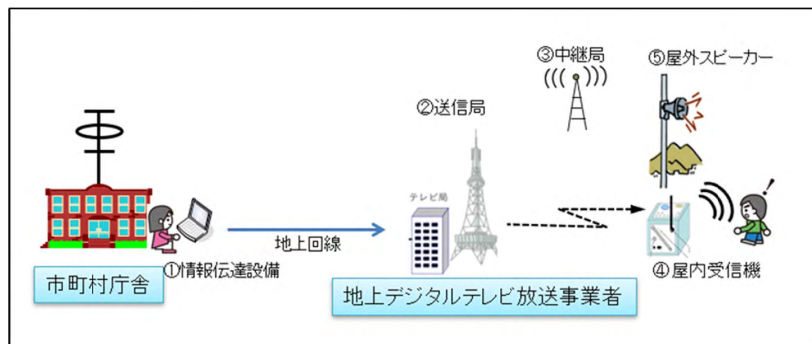 ③中継局
⑤屋外スピーカー
②送信局
テレビ局
地上回線
①情報伝達設備
④屋内受信機
市町村庁舎
地上デジタルテレビ放送事業者
!